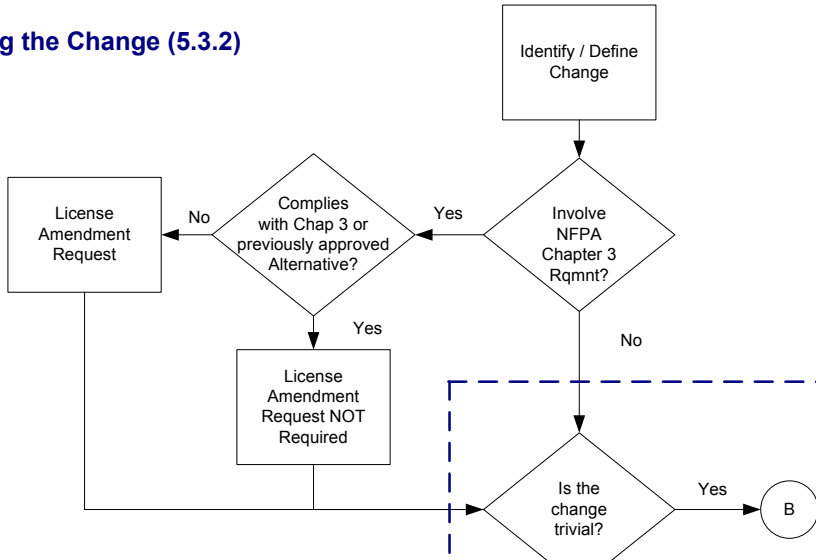 g the Change (5.3.2)
Identify / Define
Change
Involve
NFPA
Chapter 3
Rqmnt?
Yes
Complies
with Chap 3 or
previously approved
Alternative?
No
License
Amendment
Request
Yes
License
Amendment
Request NOT
Required
No
Is the
change
trivial?
Yes
B